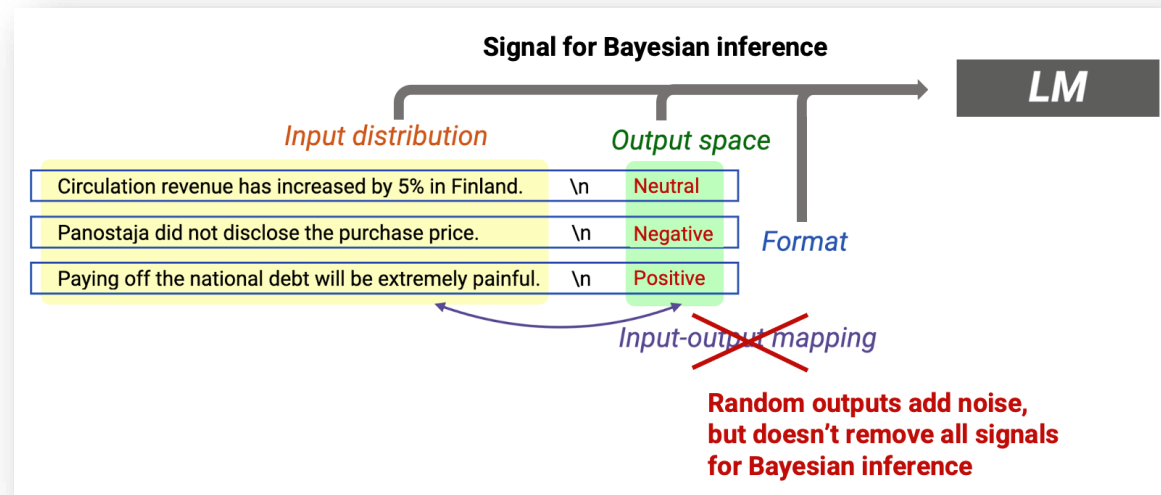 Signal for Bayesian inference
LM
Input distribution
Output space
Circulation revenue has increased by 5% in Finland. \n Neutral
Panostaja did not disclose the purchase price. \n Negative
Format
Paying off the national debt will be extremely painful. \n Positive
Input-output mapping
Random outputs add noise,
but doesn't remove all signals
for Bayesian inference